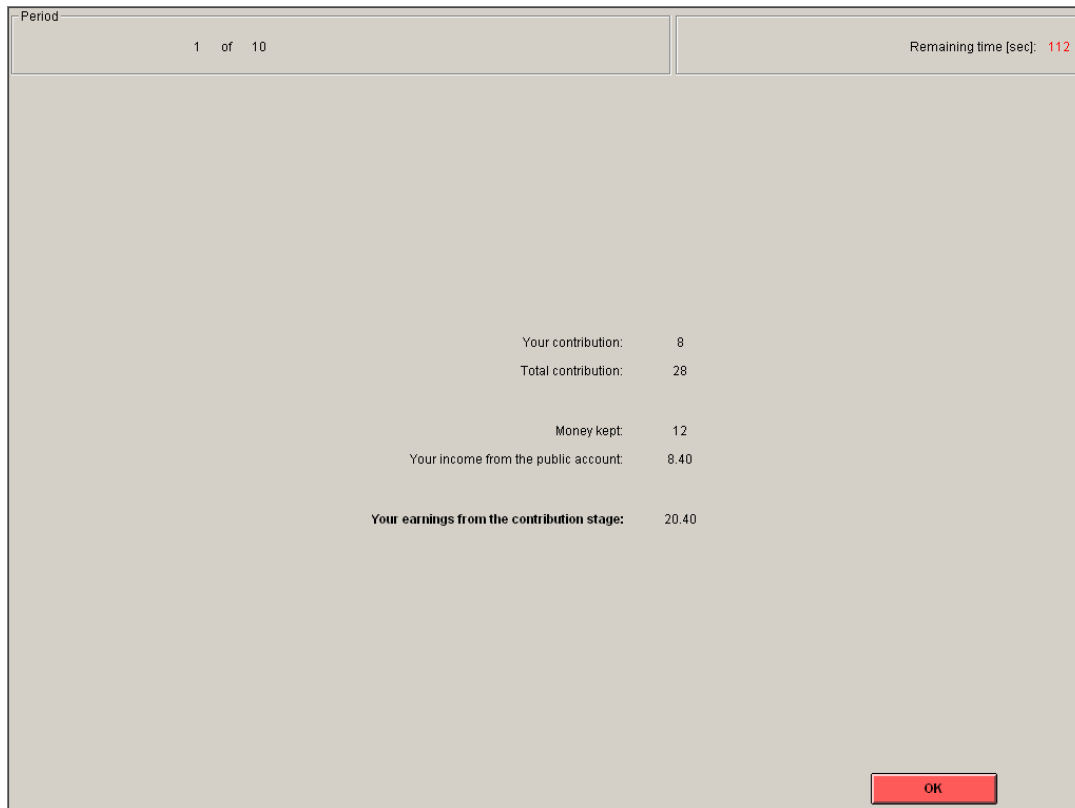 Period
1 of 10
Remaining time [sec]: 112
Your contribution: 8
Total contribution: 28
Money kept: 12
Your income from the public account: 8.40
Your earnings from the contribution stage: 20.40
OK